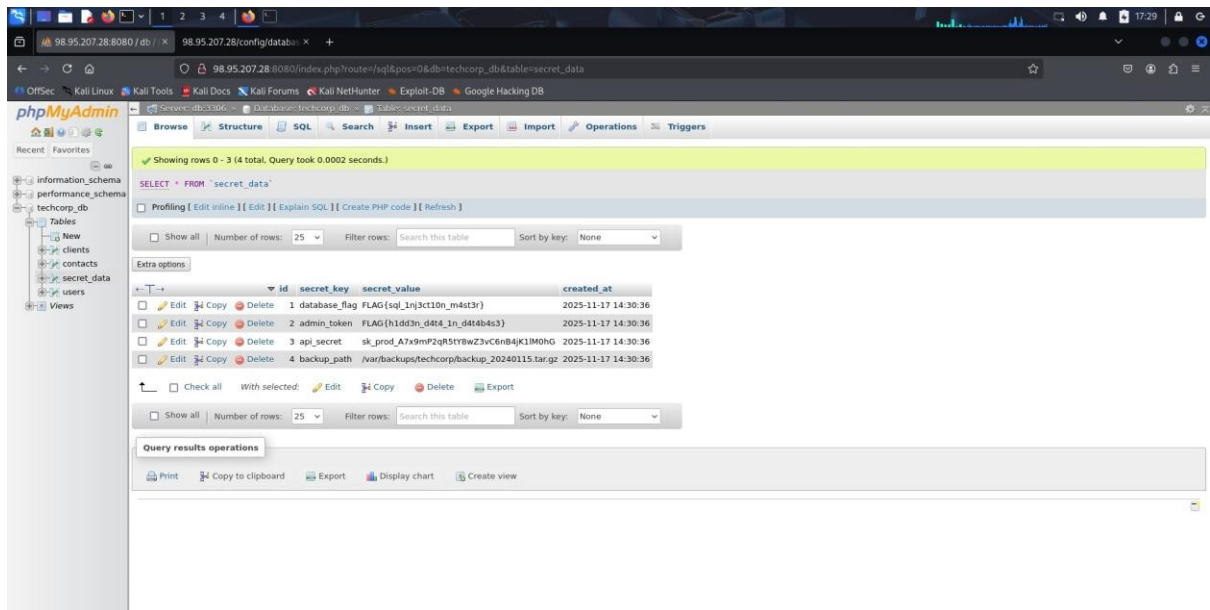 1 2 3 4
17:29
98.95.207.28:8080 / db / 
98.95.207.28/config/databas
98.95.207.28:8080/index.php?route=/sql&pos=0&db=techcorp_db&table=secret_data
OffSec Kali Linux Kali Tools Kali Docs Kali Forums Kali NetHunter Exploit-DB Google Hacking DB
phpMyAdmin
Recent Favorites
information_schema
performance_schema
techcorp_db
Tables
New
clients
contacts
secret_data
users
Views
Server: db:3306 » Database: techcorp_db » Table: secret_data
Browse Structure SQL Search Insert Export Import Operations Triggers
Showing rows 0 - 3 (4 total, Query took 0.0002 seconds.)
SELECT * FROM `secret_data`
Profiling [ Edit inline ] [ Edit ] [ Explain SQL ] [ Create PHP code ] [ Refresh ]
Show all Number of rows: 25 Filter rows: Search this table Sort by key: None
Extra options
id secret_key secret_value created_at
Edit Copy Delete 1 database_flag FLAG{sql_1nj3ct10n_m4st3r} 2025-11-17 14:30:36
Edit Copy Delete 2 admin_token FLAG{h1dd3n_d4t4_1n_d4t4b4s3} 2025-11-17 14:30:36
Edit Copy Delete 3 api_secret sk_prod_A7x9mP2qR5tY8wZ3vC6nB4jK1lM0hG 2025-11-17 14:30:36
Edit Copy Delete 4 backup_path /var/backups/techcorp/backup_20240115.tar.gz 2025-11-17 14:30:36
Check all With selected: Edit Copy Delete Export
Show all Number of rows: 25 Filter rows: Search this table Sort by key: None
Query results operations
Print Copy to clipboard Export Display chart Create view